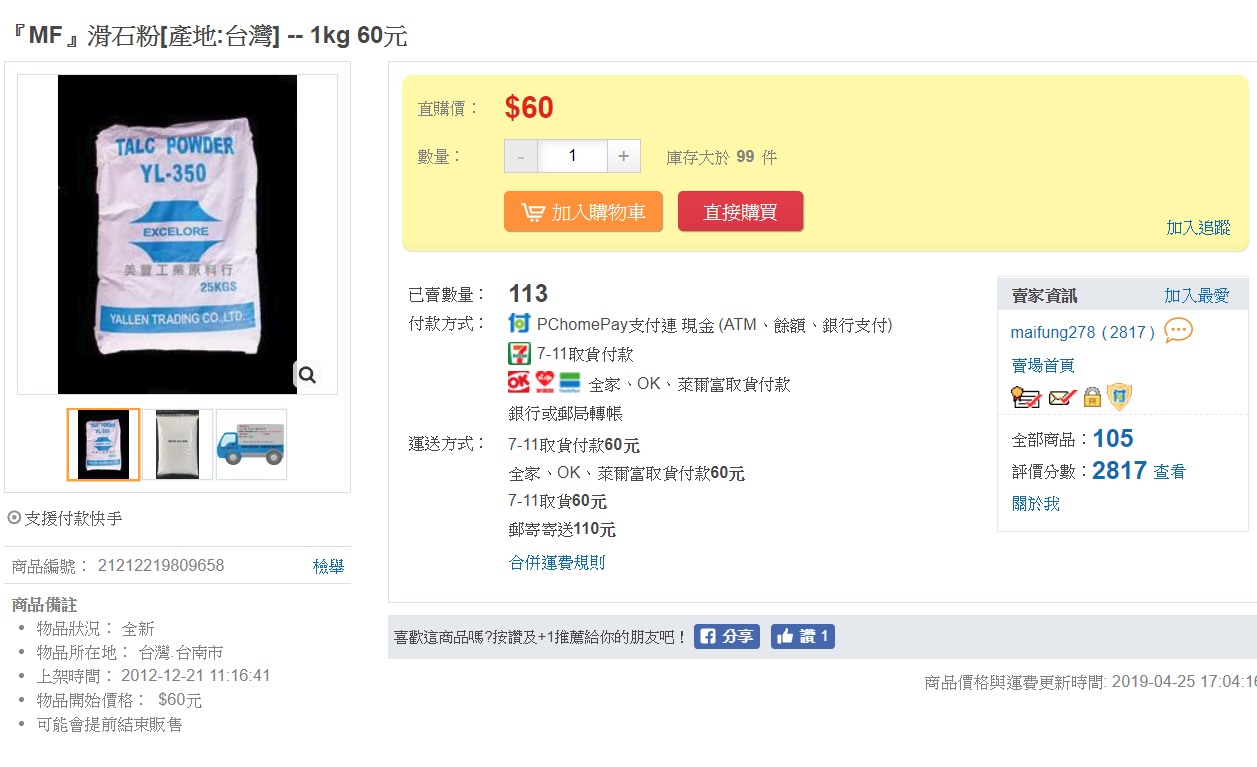 『MF』滑石粉[產地:台灣] -- 1kg 60元
TALC POWDER
YL-350
EXCELORE
美豐工業原料行
25KGS
YALLEN TRADING CO.,LTD.
支援付款快手
商品編號： 21212219809658 檢舉
商品備註
• 物品狀況： 全新
• 物品所在地： 台灣.台南市
• 上架時間： 2012-12-21 11:16:41
• 物品開始價格： $60元
• 可能會提前結束販售
直購價： $60
數量： - 1 + 庫存大於 99 件
加入購物車 直接購買
加入追蹤
已賣數量： 113
付款方式： 付 PChomePay支付連 現金 (ATM、餘額、銀行支付)
7-11取貨付款
OK 全家、OK、萊爾富取貨付款
銀行或郵局轉帳
運送方式： 7-11取貨付款60元
全家、OK、萊爾富取貨付款60元
7-11取貨60元
郵寄寄送110元
合併運費規則
賣家資訊 加入最愛
maifung278 ( 2817 )
賣場首頁
全部商品：105
評價分數：2817 查看
關於我
喜歡這商品嗎?按讚及+1推薦給你的朋友吧！ 分享 讚 1
商品價格與運費更新時間: 2019-04-25 17:04:16